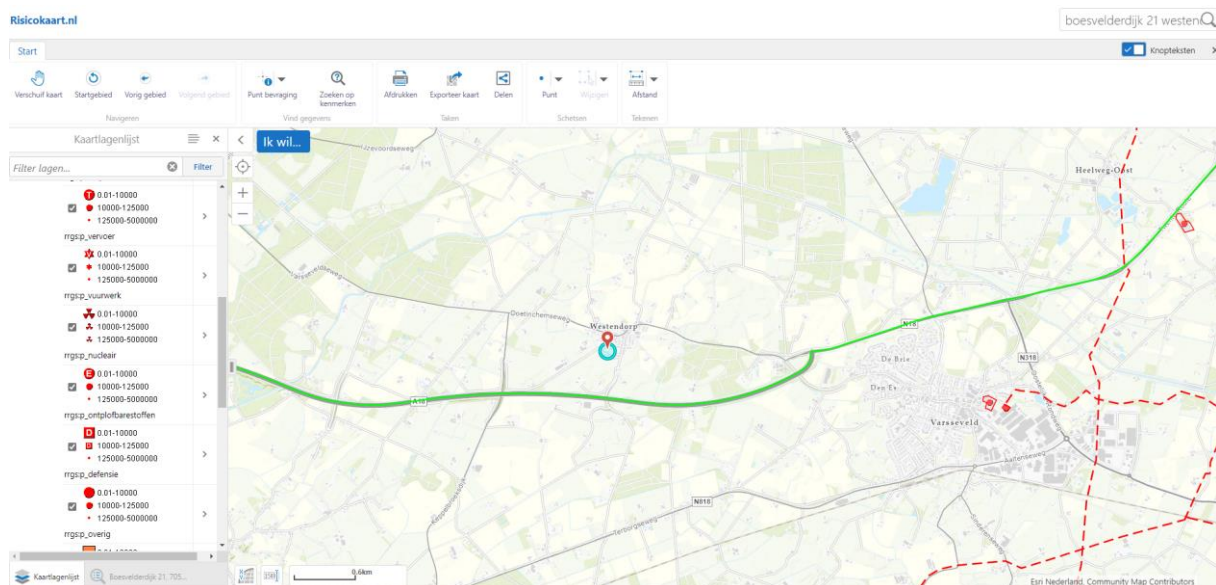 Risicokaart.nl
boesvelderdijk 21 westen
Start
Knopteksten
Verschuif kaart
Startgebied
Vorig gebied
Volgend gebied
Punt bevraging
Zoeken op
kenmerken
Afdrukken
Exporteer kaart
Delen
Punt
Wijzigen
Afstand
Navigeren
Vind gegevens
Taken
Schetsen
Tekenen
Kaartlagenlijst
Filter lagen...
Filter
T 0.01-10000
10000-125000
125000-5000000
rrgs:p_vervoer
0.01-10000
10000-125000
125000-5000000
rrgs:p_vuurwerk
0.01-10000
10000-125000
125000-5000000
rrgs:p_nucleair
E 0.01-10000
10000-125000
125000-5000000
rrgs:p_ontplofbarestoffen
D 0.01-10000
10000-125000
125000-5000000
rrgs:p_defensie
0.01-10000
10000-125000
125000-5000000
rrgs:p_overig
Kaartlagenlijst
Boesvelderdijk 21, 705...
Ik wil...
IJzevoordseweg
Heelweg-Oost
Varsseveldseweg
Doetinchemseweg
Westendorp
N18
De Brie
N318
Den Es
A18
Varsseveld
Aaltenseweg
N818
Terborgseweg
0.6km
Esri Nederland, Community Map Contributors